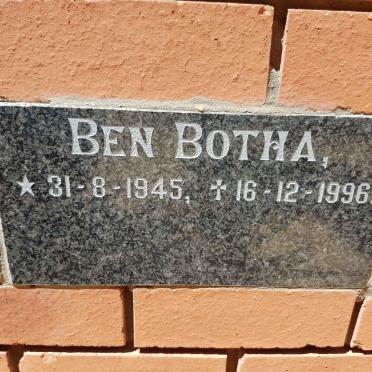 BEN BOTHA,
★ 31-8-1945, ✝ 16-12-1996.